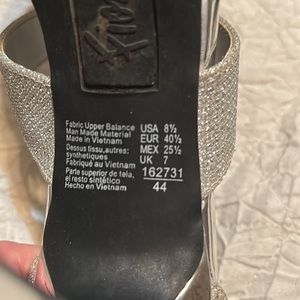 Fabric Upper Balance
Man Made Material
Made in Vietnam
Dessus tissu,autres:
synthetiques
Fabriqué au Vietnam
Parte superior de tela,
el resto sintético
Hecho en Vietnam
USA 8½
EUR 40½
MEX 25½
UK 7
162731
44